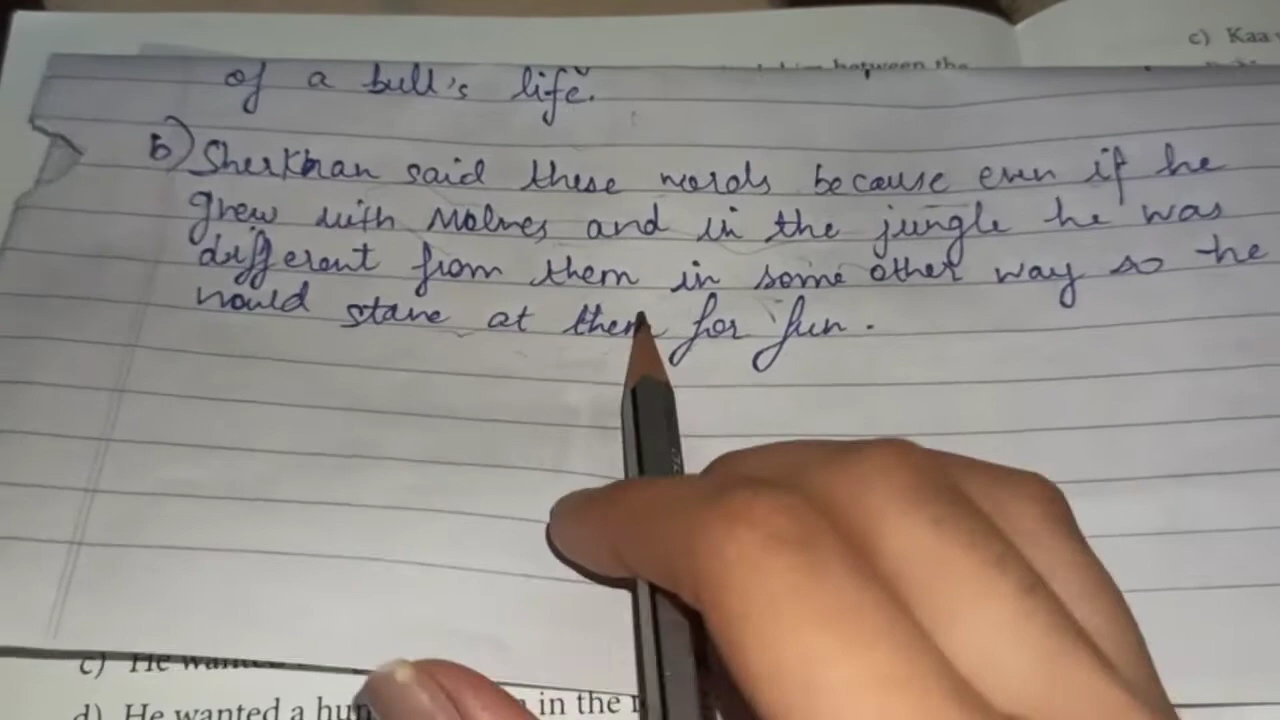 c) Kaa
between the
of a bull's life.
b) Sherkhan said these words because even if he
grew with wolves and in the jungle he was
different from them in some other way so he
would stare at them for fun.
c) He wanted
d) He wanted a hun in the